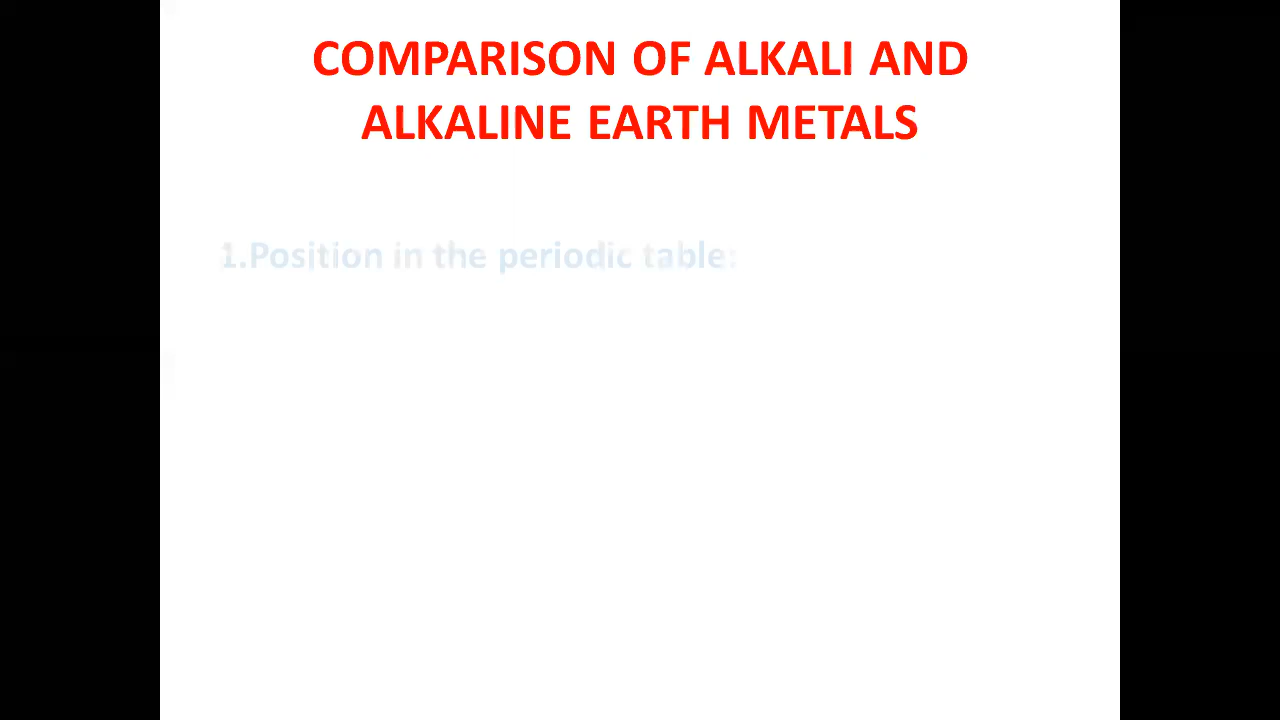 COMPARISON OF ALKALI AND
ALKALINE EARTH METALS
1.Position in the periodic table: